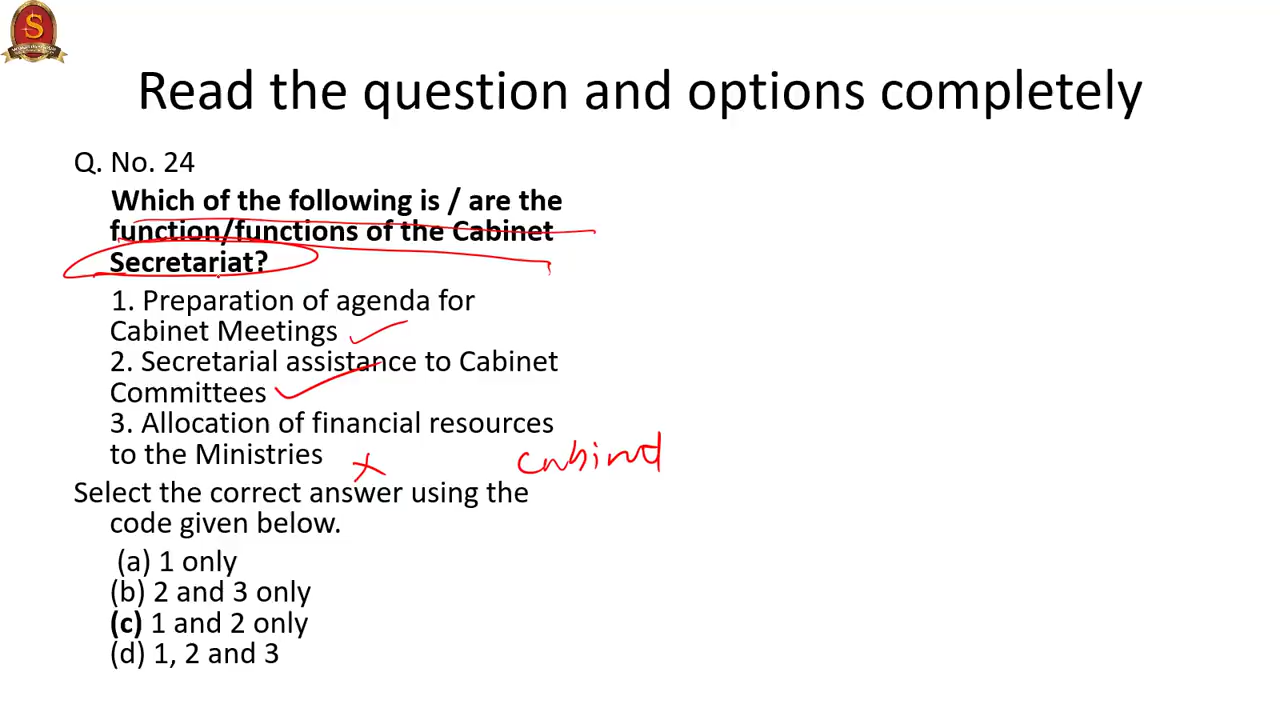 Read the question and options completely
Q. No. 24
Which of the following is / are the
function/functions of the Cabinet
Secretariat?
1. Preparation of agenda for
Cabinet Meetings
2. Secretarial assistance to Cabinet
Committees
3. Allocation of financial resources
to the Ministries
Select the correct answer using the
code given below.
(a) 1 only
(b) 2 and 3 only
(c) 1 and 2 only
(d) 1, 2 and 3
S